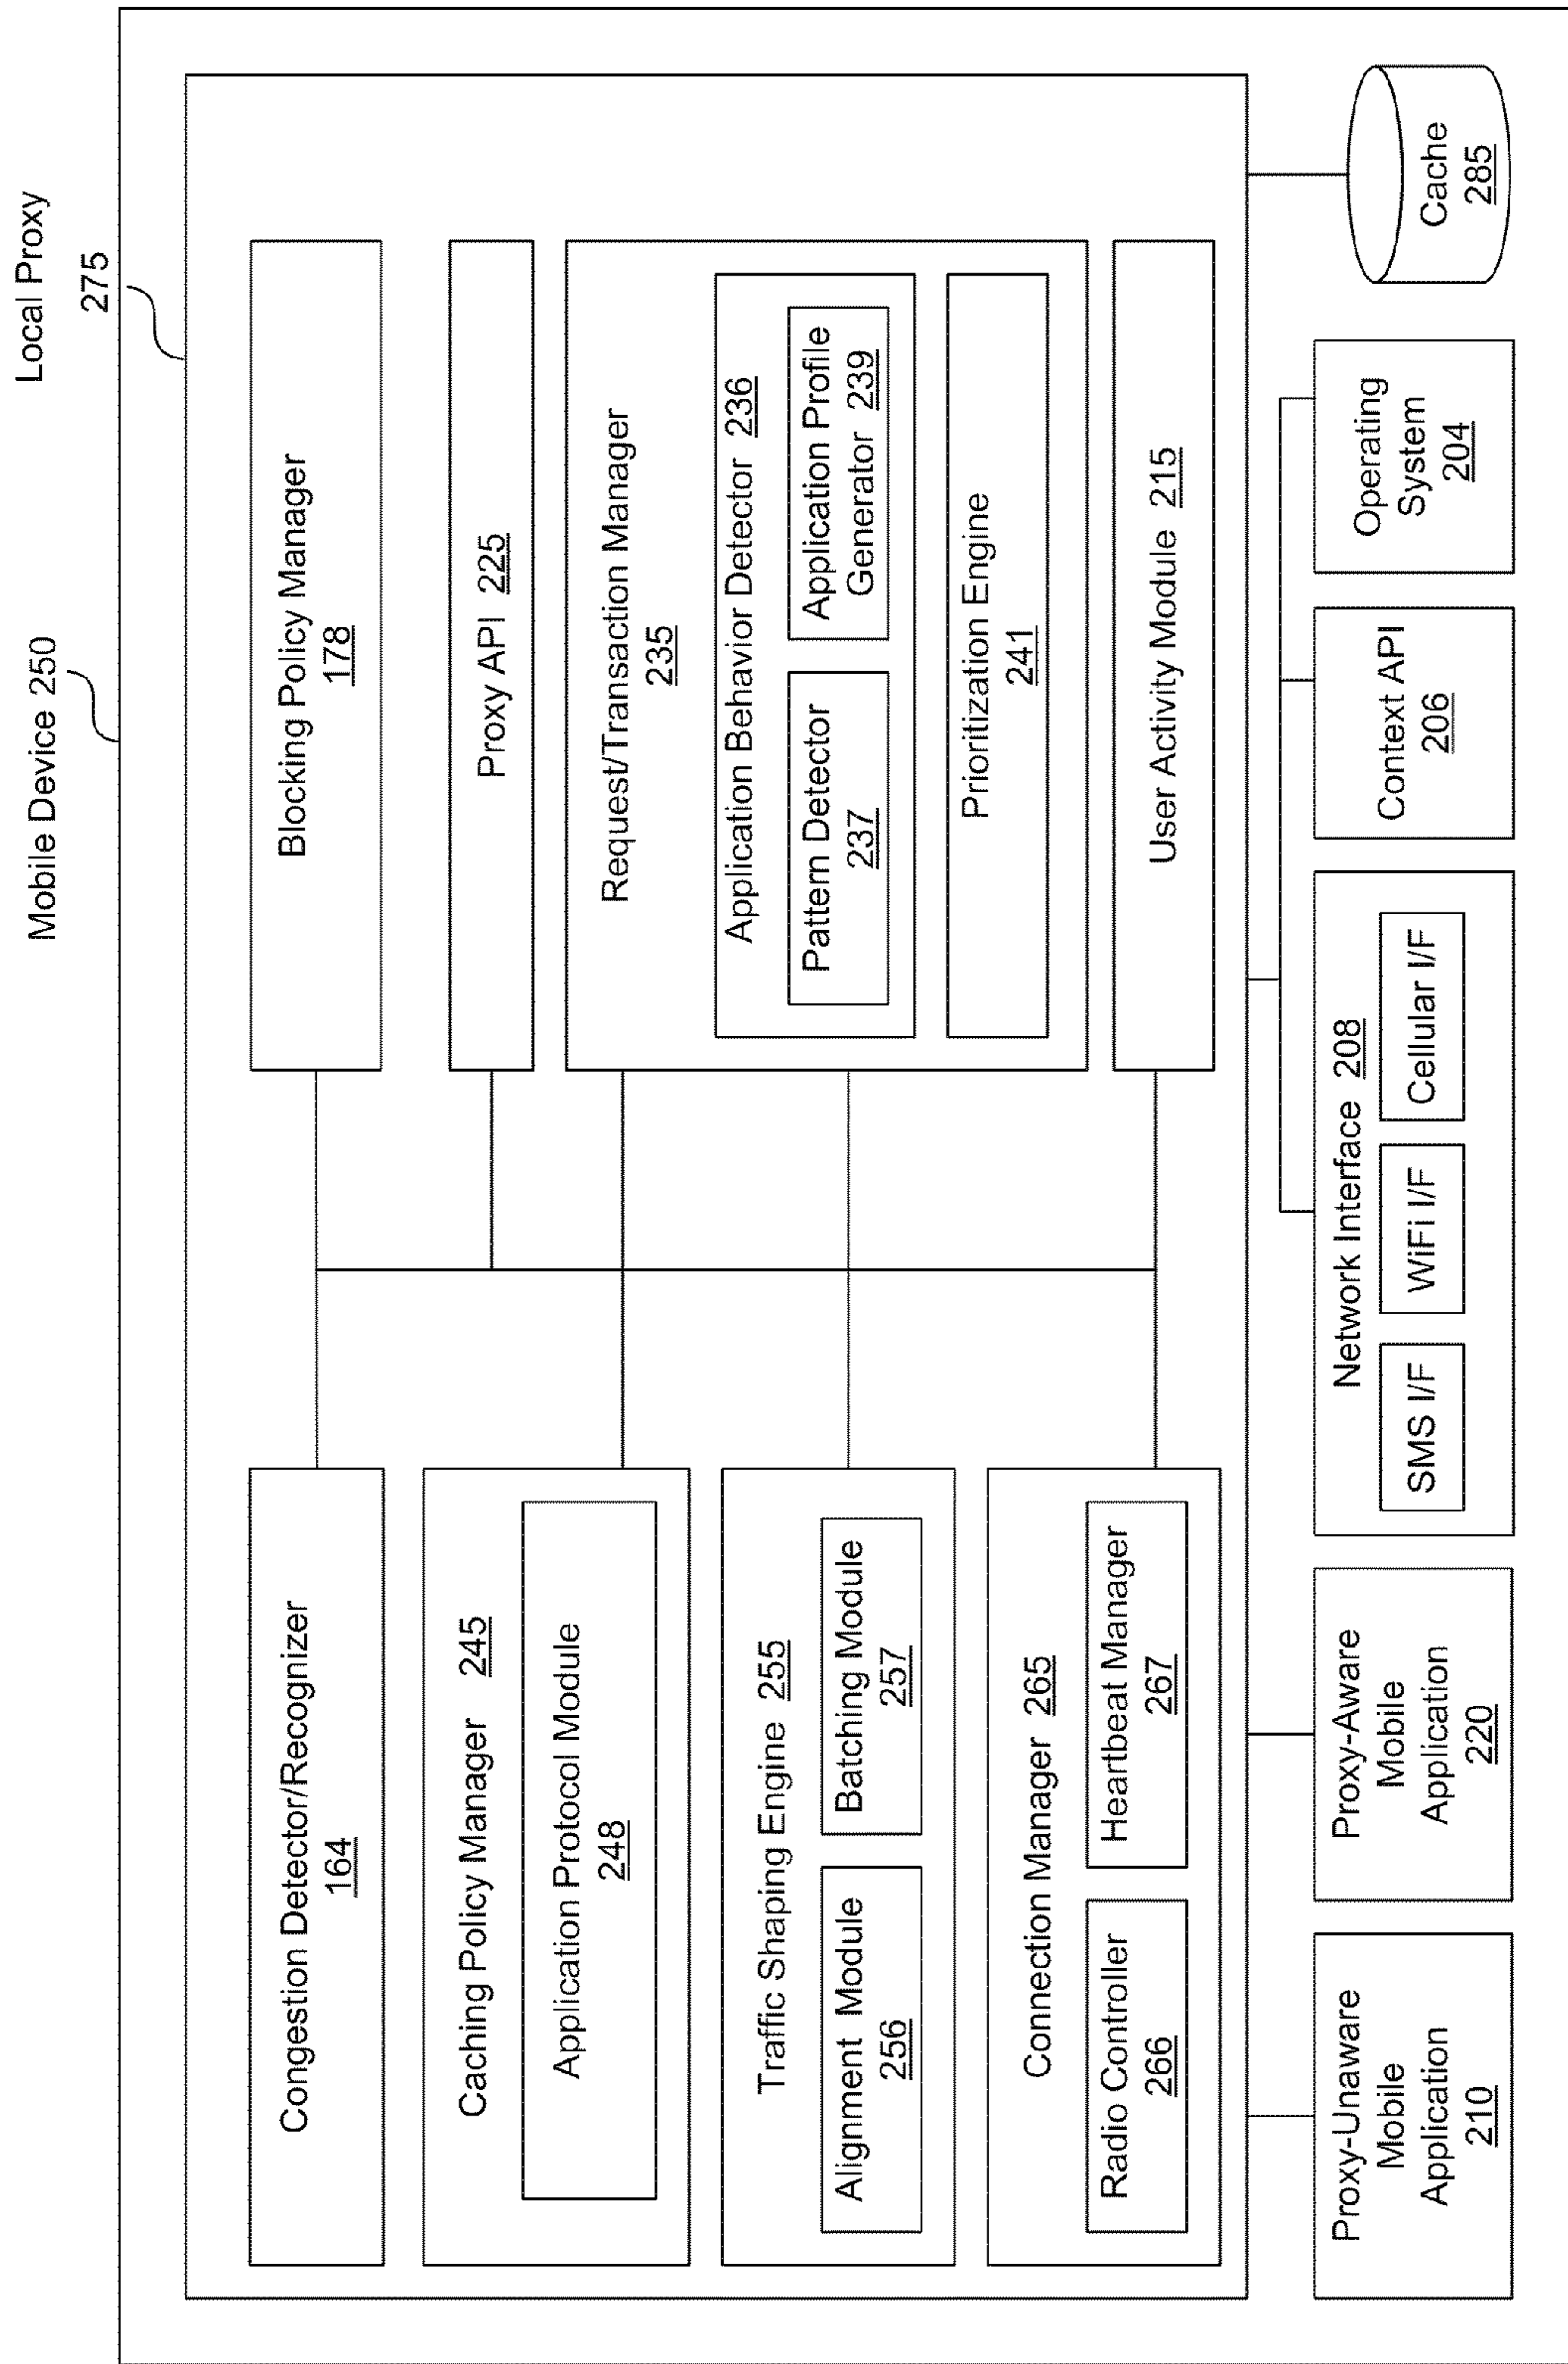 Mobile Device 250
Local Proxy
275
Congestion Detector/Recognizer
164
Caching Policy Manager 245
Application Protocol Module
248
Traffic Shaping Engine 255
Alignment Module
256
Batching Module
257
Connection Manager 265
Radio Controller
266
Heartbeat Manager
267
Blocking Policy Manager
178
Proxy API 225
Request/Transaction Manager
235
Application Behavior Detector 236
Pattern Detector
237
Application Profile
Generator 239
Prioritization Engine
241
User Activity Module 215
Proxy-Unaware
Mobile
Application
210
Proxy-Aware
Mobile
Application
220
Network Interface 208
SMS I/F
WiFi I/F
Cellular I/F
Context API
206
Operating
System
204
Cache
285